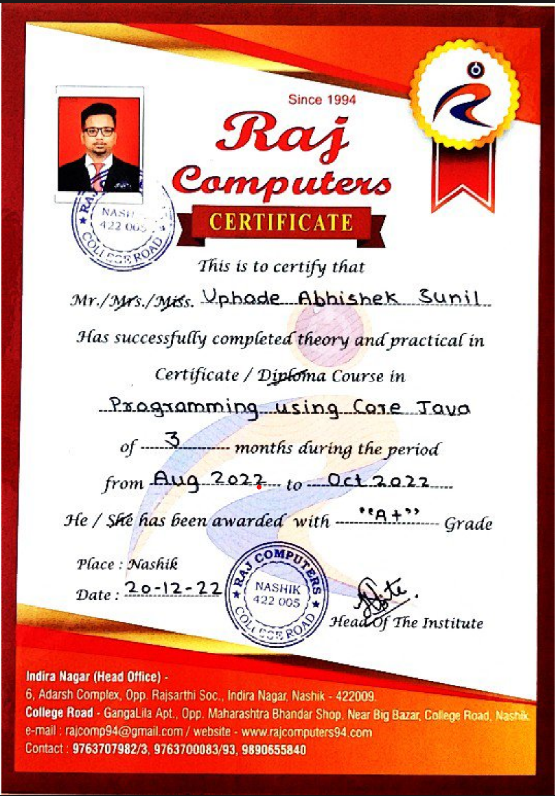 Since 1994
Raj
Computers
CERTIFICATE
RAJ
NASHI
422 005
COLLEGE ROAD
This is to certify that
Mr./Mrs./Miss. Uphade Abhishek Sunil
Has successfully completed theory and practical in
Certificate / Diploma Course in
Programming using Core Java
of 3 months during the period
from Aug 2022 to Oct 2022
He / She has been awarded with "A+" Grade
Place : Nashik
Date : 20-12-22
RAJ COMPUTERS
NASHIK
422 005
COLLEGE ROAD
Head Of The Institute
Indira Nagar (Head Office) -
6, Adarsh Complex, Opp. Rajsarthi Soc., Indira Nagar, Nashik - 422009.
College Road - GangaLila Apt., Opp. Maharashtra Bhandar Shop, Near Big Bazar, College Road, Nashik.
e-mail : rajcomp94@gmail.com / website - www.rajcomputers94.com
Contact : 9763707982/3, 9763700083/93, 9890655840